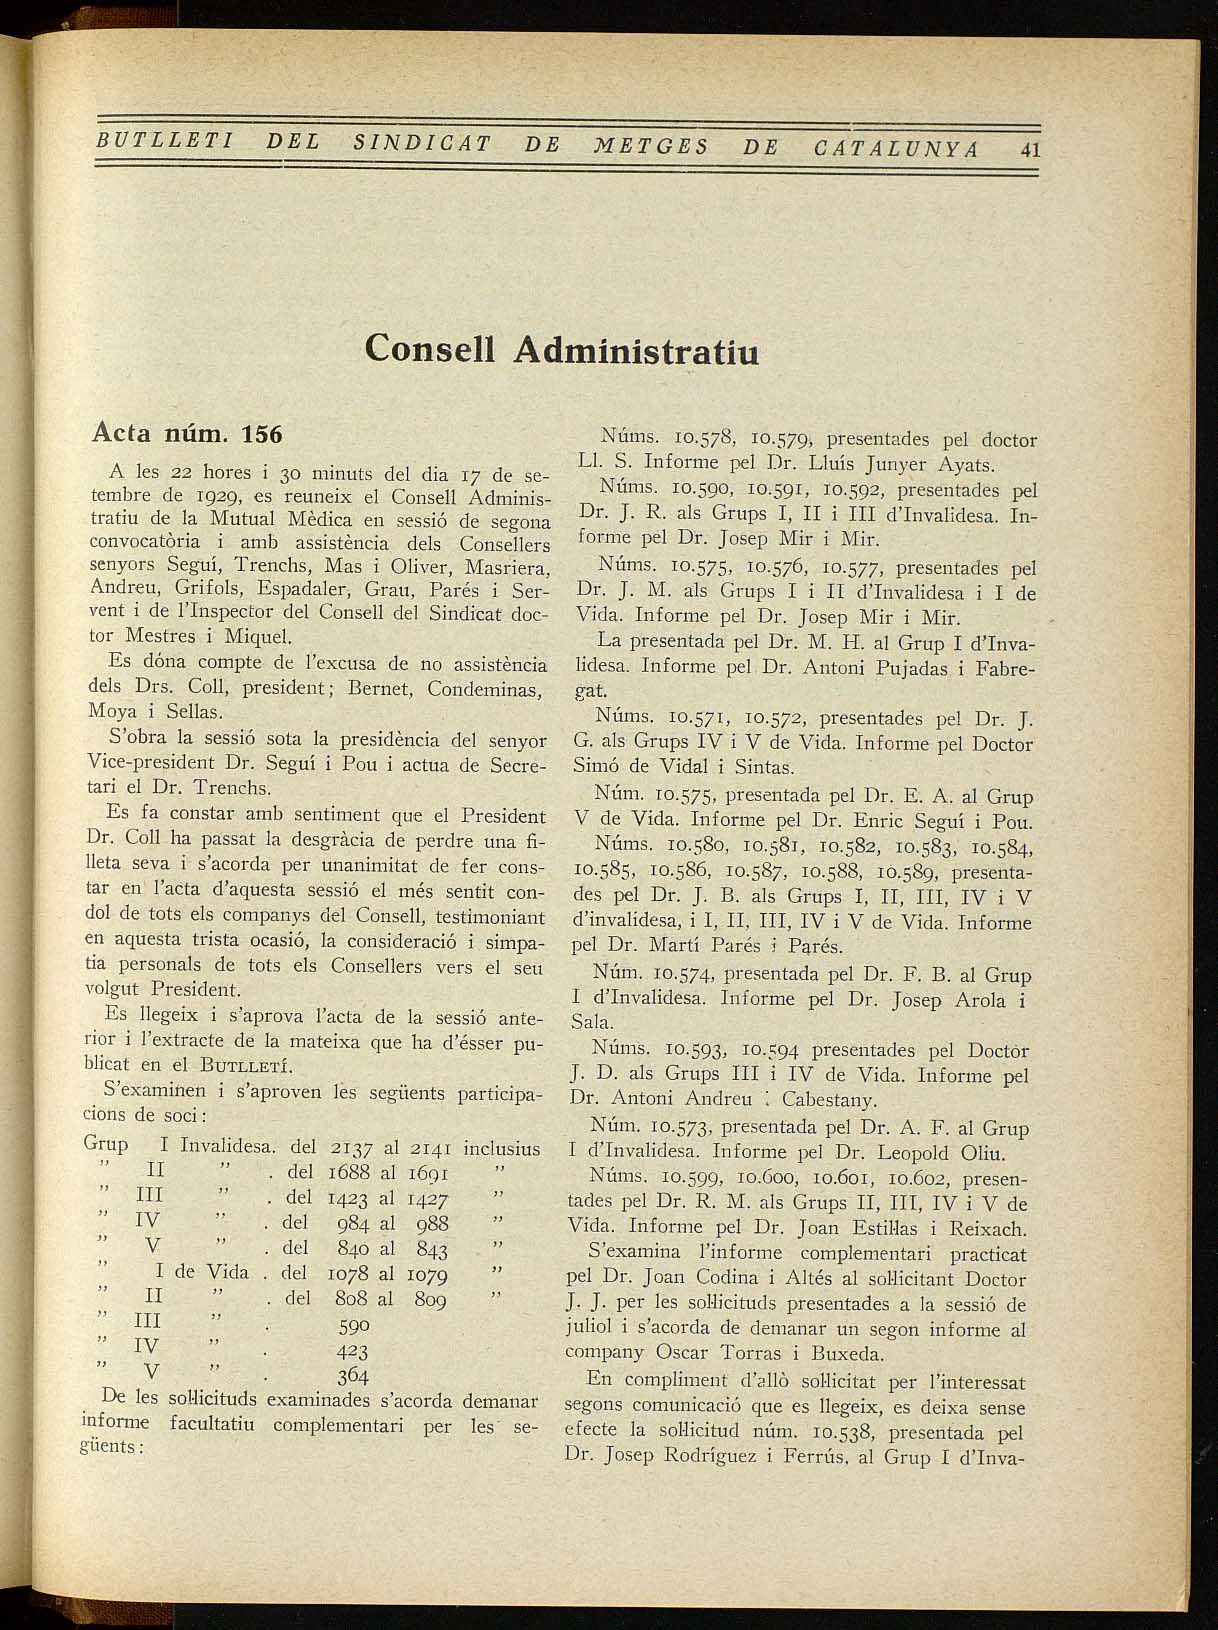 BUTLLETI DEL SINDICAT DE METGES DE CATALUNYA 41
Consell Administratiu
Acta núm. 156
A les 22 hores i 30 minuts del dia 17 de se-
tembre de 1929, es reuneix el Consell Adminis-
tratiu de la Mutual Mèdica en sessió de segona
convocatòria i amb assistència dels Consellers
senyors Seguí, Trenchs, Mas i Oliver, Masriera,
Andreu, Grifols, Espadaler, Grau, Parés i Ser-
vent i de l'Inspector del Consell del Sindicat doc-
tor Mestres i Miquel.
Es dóna compte de l'excusa de no assistència
dels Drs. Coll, president; Bernet, Condeminas,
Moya i Sellas.
S'obra la sessió sota la presidència del senyor
Vice-president Dr. Seguí i Pou i actua de Secre-
tari el Dr. Trenchs.
Es fa constar amb sentiment que el President
Dr. Coll ha passat la desgràcia de perdre una fi-
lleta seva i s'acorda per unanimitat de fer cons-
tar en l'acta d'aquesta sessió el més sentit con-
dol de tots els companys del Consell, testimoniant
en aquesta trista ocasió, la consideració i simpa-
tia personals de tots els Consellers vers el seu
volgut President.
Es llegeix i s'aprova l'acta de la sessió ante-
rior i l'extracte de la mateixa que ha d'ésser pu-
blicat en el BUTLLETÍ.
S'examinen i s'aproven les següents participa-
cions de soci:
Grup I Invalidesa. del 2137 al 2141 inclusius
" II " . del 1688 al 1691 "
" III " . del 1423 al 1427 "
" IV " . del 984 al 988 "
" V " . del 840 al 843 "
" I de Vida . del 1078 al 1079 "
" II " . del 808 al 809 "
" III " . 590
" IV " . 423
" V " . 364
De les sol·licituds examinades s'acorda demanar
informe facultatiu complementari per les se-
güents:
Núms. 10.578, 10.579, presentades pel doctor
Ll. S. Informe pel Dr. Lluís Junyer Ayats.
Núms. 10.590, 10.591, 10.592, presentades pel
Dr. J. R. als Grups I, II i III d'Invalidesa. In-
forme pel Dr. Josep Mir i Mir.
Núms. 10.575, 10.576, 10.577, presentades pel
Dr. J. M. als Grups I i II d'Invalidesa i I de
Vida. Informe pel Dr. Josep Mir i Mir.
La presentada pel Dr. M. H. al Grup I d'Inva-
lidesa. Informe pel Dr. Antoni Pujadas i Fabre-
gat.
Núms. 10.571, 10.572, presentades pel Dr. J.
G. als Grups IV i V de Vida. Informe pel Doctor
Simó de Vidal i Sintas.
Núm. 10.575, presentada pel Dr. E. A. al Grup
V de Vida. Informe pel Dr. Enric Seguí i Pou.
Núms. 10.580, 10.581, 10.582, 10.583, 10.584,
10.585, 10.586, 10.587, 10.588, 10.589, presenta-
des pel Dr. J. B. als Grups I, II, III, IV i V
d'invalidesa, i I, II, III, IV i V de Vida. Informe
pel Dr. Martí Parés i Parés.
Núm. 10.574, presentada pel Dr. F. B. al Grup
I d'Invalidesa. Informe pel Dr. Josep Arola i
Sala.
Núms. 10.593, 10.594 presentades pel Doctor
J. D. als Grups III i IV de Vida. Informe pel
Dr. Antoni Andreu i Cabestany.
Núm. 10.573, presentada pel Dr. A. F. al Grup
I d'Invalidesa. Informe pel Dr. Leopold Oliu.
Núms. 10.599, 10.600, 10.601, 10.602, presen-
tades pel Dr. R. M. als Grups II, III, IV i V de
Vida. Informe pel Dr. Joan Estil·las i Reixach.
S'examina l'informe complementari practicat
pel Dr. Joan Codina i Altés al sol·licitant Doctor
J. J. per les sol·licituds presentades a la sessió de
juliol i s'acorda de demanar un segon informe al
company Oscar Torras i Buxeda.
En compliment d'allò sol·licitat per l'interessat
segons comunicació que es llegeix, es deixa sense
efecte la sol·licitud núm. 10.538, presentada pel
Dr. Josep Rodríguez i Ferrús, al Grup I d'Inva-